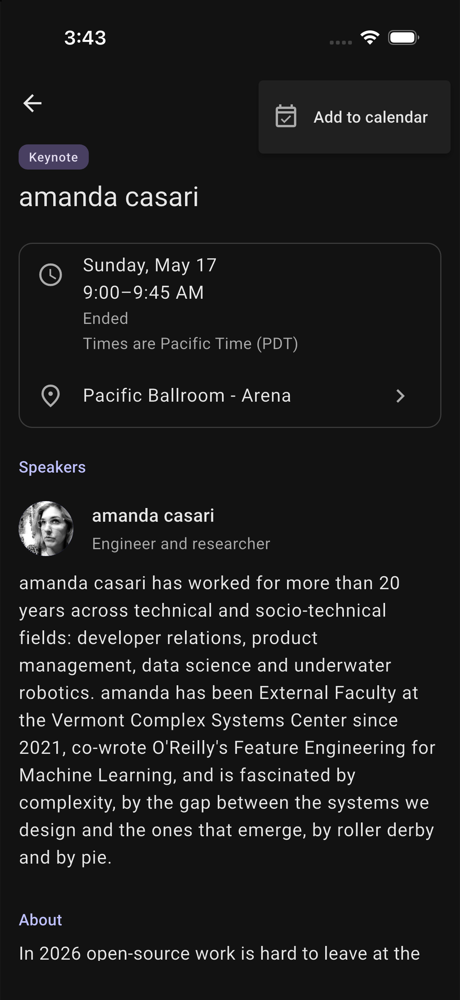 3:43
Add to calendar
Keynote
amanda casari
Sunday, May 17
9:00–9:45 AM
Ended
Times are Pacific Time (PDT)
Pacific Ballroom - Arena
Speakers
amanda casari
Engineer and researcher
amanda casari has worked for more than 20
years across technical and socio-technical
fields: developer relations, product
management, data science and underwater
robotics. amanda has been External Faculty at
the Vermont Complex Systems Center since
2021, co-wrote O'Reilly's Feature Engineering for
Machine Learning, and is fascinated by
complexity, by the gap between the systems we
design and the ones that emerge, by roller derby
and by pie.
About
In 2026 open-source work is hard to leave at the